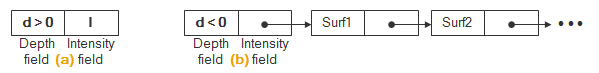 d > 0 I d < 0 Surf1 Surf2
Depth Intensity Depth Intensity
field (a) field field (b) field